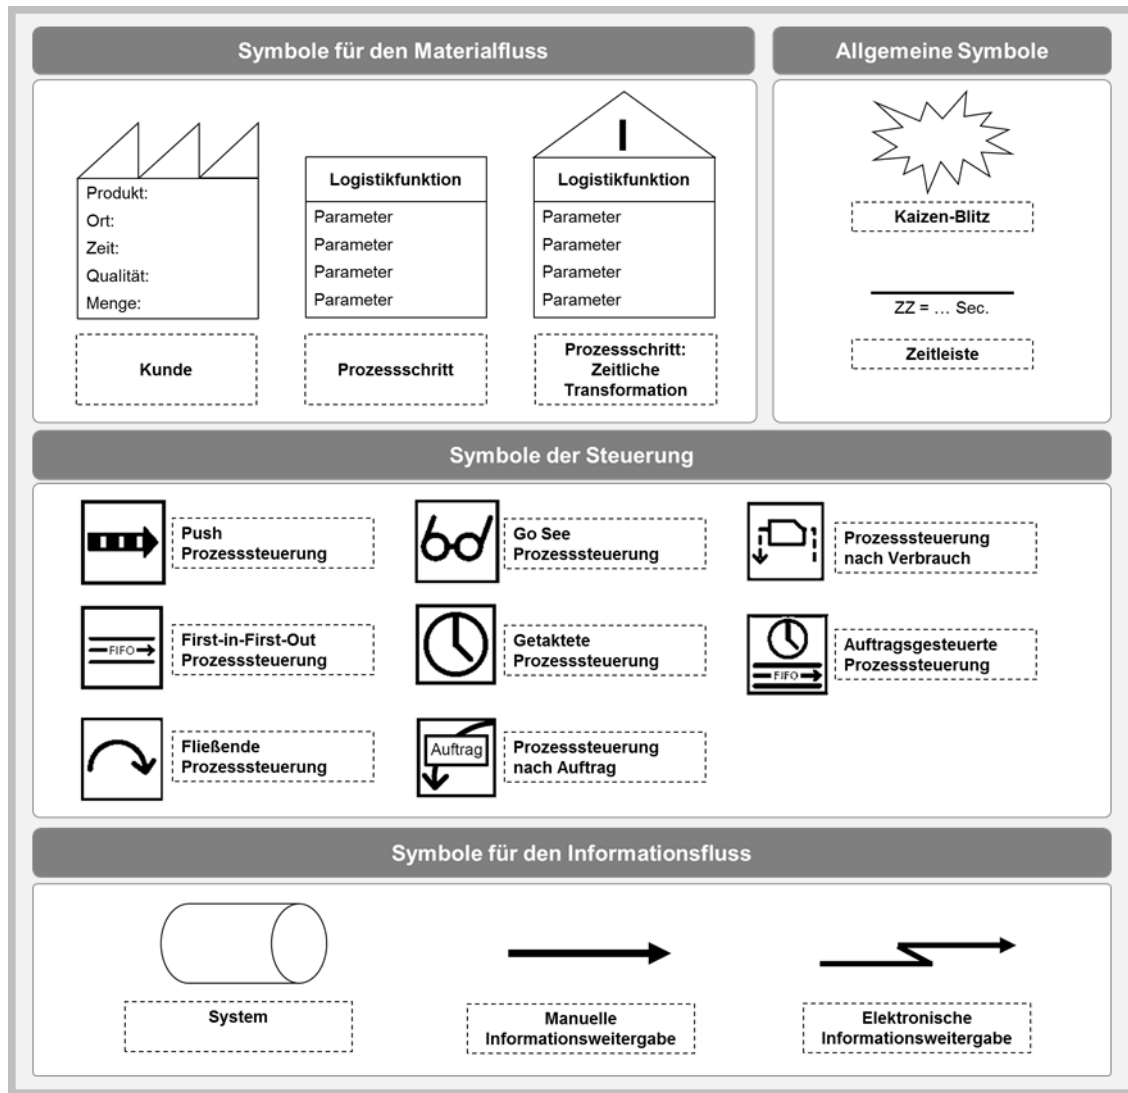 Symbole für den Materialfluss
Produkt:
Ort:
Zeit:
Qualität:
Menge:
Kunde
Logistikfunktion
Parameter
Parameter
Parameter
Parameter
Prozessschritt
I
Logistikfunktion
Parameter
Parameter
Parameter
Parameter
Prozessschritt:
Zeitliche
Transformation
Allgemeine Symbole
Kaizen-Blitz
ZZ = … Sec.
Zeitleiste
Symbole der Steuerung
Push
Prozesssteuerung
Go See
Prozesssteuerung
Prozesssteuerung
nach Verbrauch
FIFO
First-in-First-Out
Prozesssteuerung
Getaktete
Prozesssteuerung
FIFO
Auftragsgesteuerte
Prozesssteuerung
Fließende
Prozesssteuerung
Auftrag
Prozesssteuerung
nach Auftrag
Symbole für den Informationsfluss
System
Manuelle
Informationsweitergabe
Elektronische
Informationsweitergabe